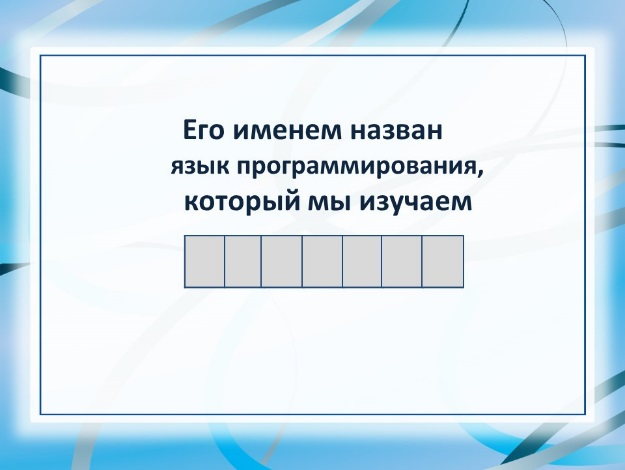 Его именем назван
язык программирования,
который мы изучаем